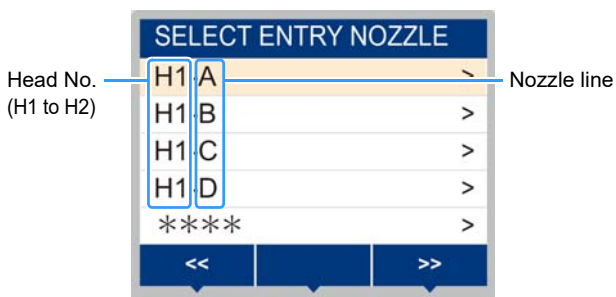 SELECT ENTRY NOZZLE
Head No.
(H1 to H2)
H1-A >
Nozzle line
H1-B >
H1-C >
H1-D >
**** >
<< >>